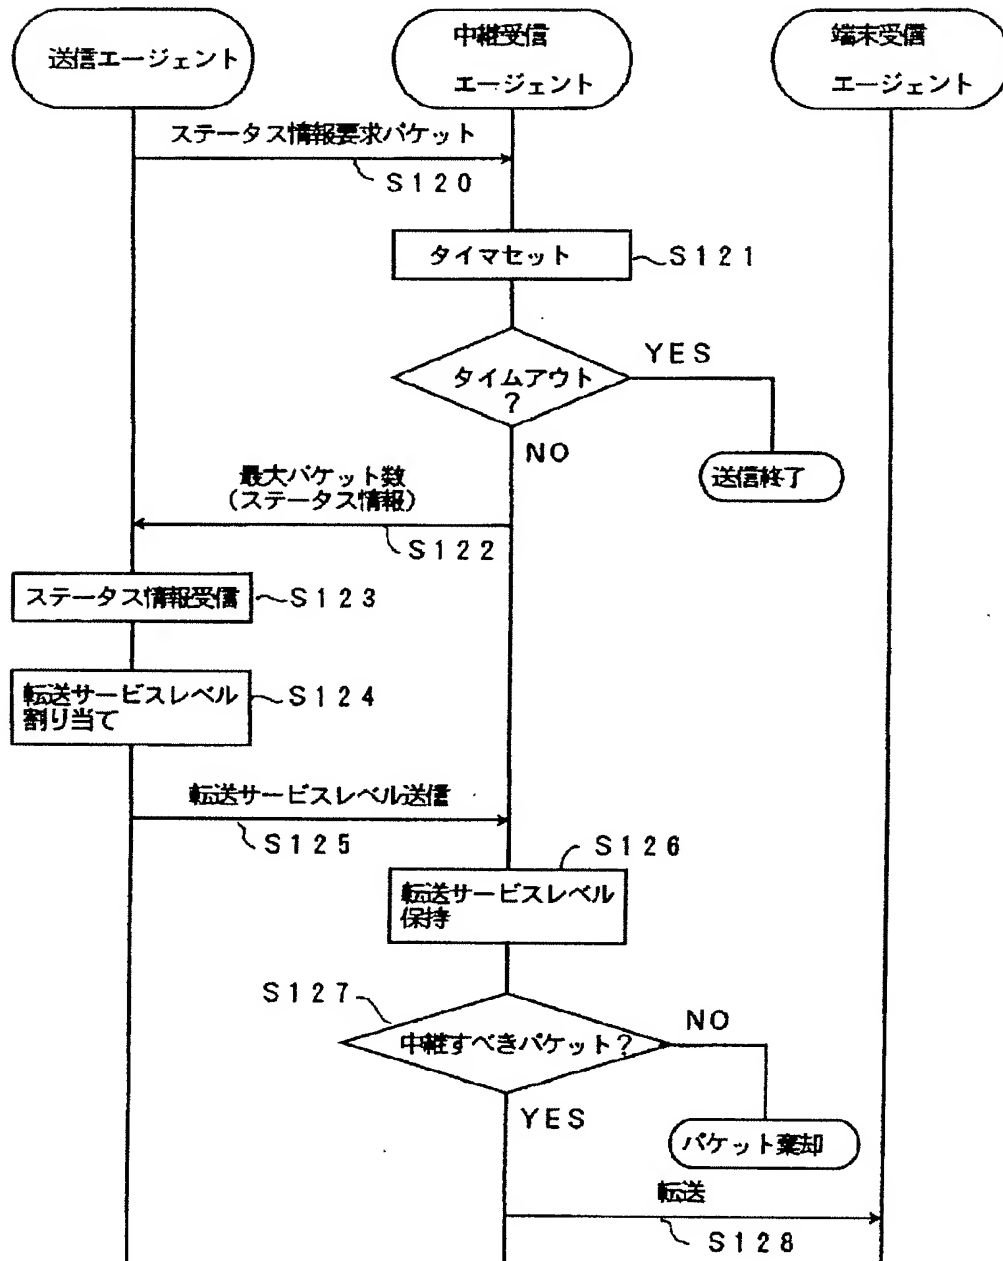 送信エージェント
中継受信
エージェント
端末受信
エージェント
ステータス情報要求パケット
S120
タイマセット
S121
タイムアウト
?
YES
NO
送信終了
最大パケット数
(ステータス情報)
S122
ステータス情報受信
S123
転送サービスレベル
割り当て
S124
転送サービスレベル送信
S125
S126
転送サービスレベル
保持
S127
中継すべきパケット?
NO
YES
パケット棄却
転送
S128